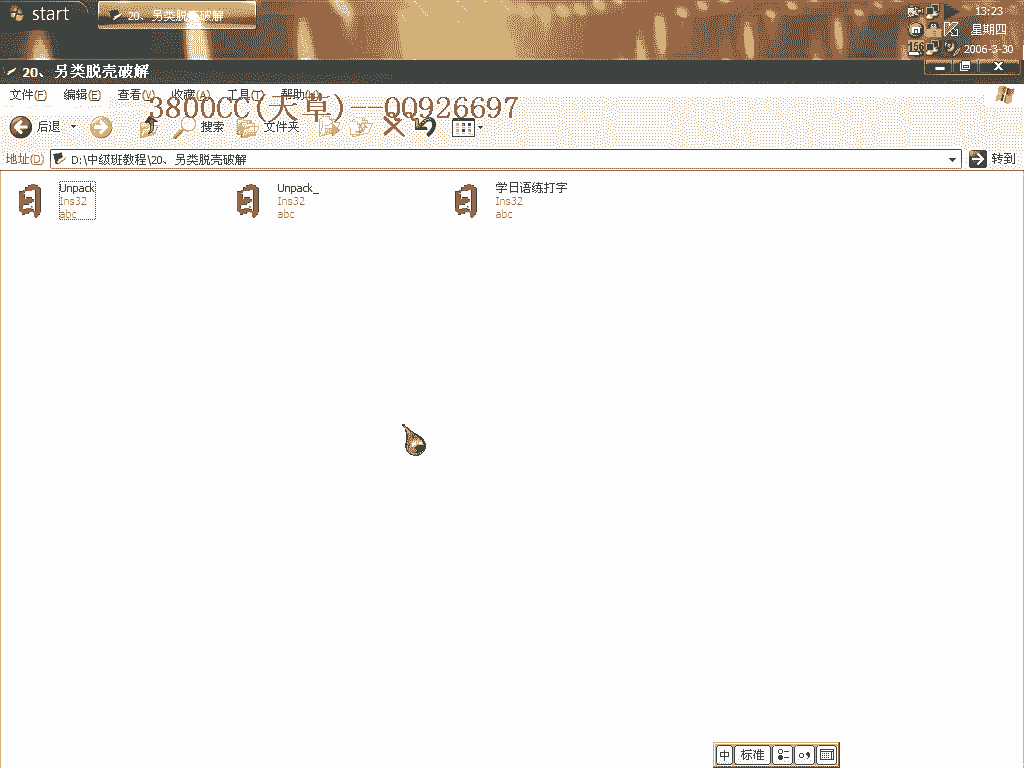 start
20、另类脱壳破解
13:23
星期四
2006-3-30
20、另类脱壳破解
文件(F) 编辑(E) 查看(V) 收藏(A) 工具(T) 帮助(H)
3800CC(天草)--QQ926697
后退 搜索 文件夹
地址(D) D:\中级班教程\20、另类脱壳破解 转到
Unpack
Ins32
abc
Unpack_
Ins32
abc
学日语练打字
Ins32
abc
中 标准